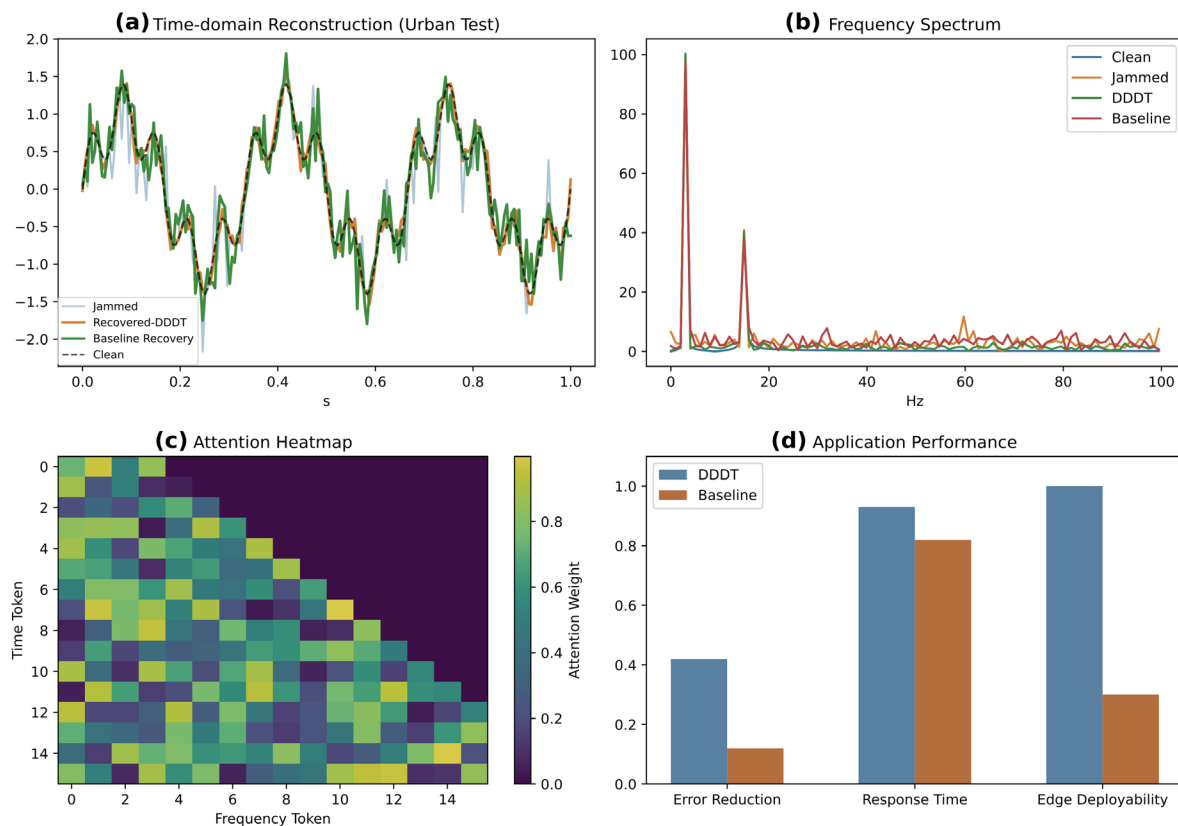 (a) Time-domain Reconstruction (Urban Test)
2.0
1.5
1.0
0.5
0.0
−0.5
−1.0
−1.5
−2.0
Jammed
Recovered-DDDT
Baseline Recovery
Clean
0.0 0.2 0.4 0.6 0.8 1.0
s
(b) Frequency Spectrum
100
80
60
40
20
0
Clean
Jammed
DDDT
Baseline
0 20 40 60 80 100
Hz
(c) Attention Heatmap
Time Token
0
2
4
6
8
10
12
14
0 2 4 6 8 10 12 14
Frequency Token
0.8
0.6
0.4
0.2
0.0
Attention Weight
(d) Application Performance
DDDT
Baseline
1.0
0.8
0.6
0.4
0.2
0.0
Error Reduction Response Time Edge Deployability